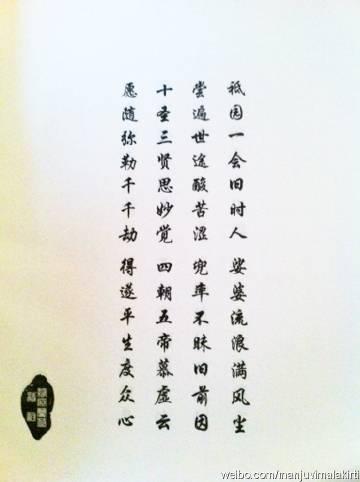 祇园一会旧时人 娑婆流浪满风尘
尝遍世途酸苦涩 兜率不昧旧前因
十圣三贤思妙觉 四朝五帝慕虚云
愿随弥勒千千劫 得遂平生度众心
weibo.com/manjuvimalakirti